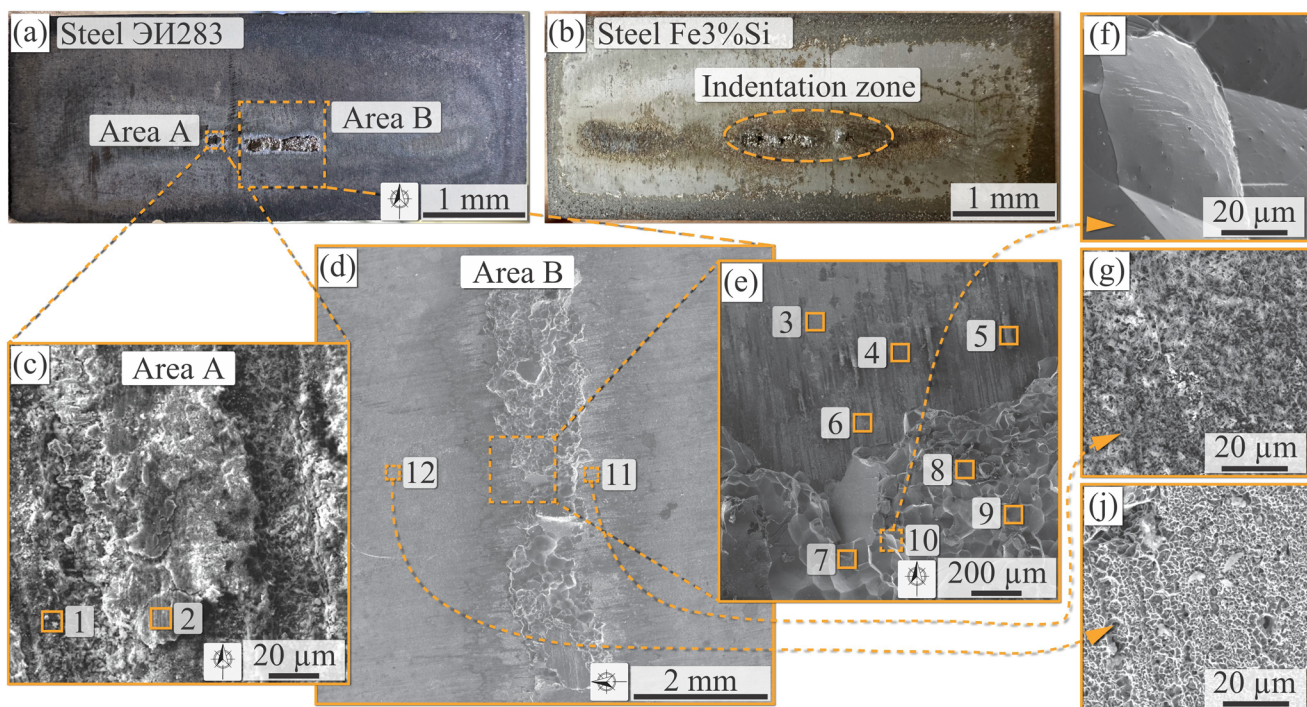 (a) Steel ЭИ283
Area A
Area B
1 mm
(b) Steel Fe3%Si
Indentation zone
1 mm
(f)
20 µm
(c) Area A
1
2
20 µm
(d) Area B
12
11
2 mm
(e)
3
4
5
6
7
8
9
10
200 µm
(g)
20 µm
(j)
20 µm